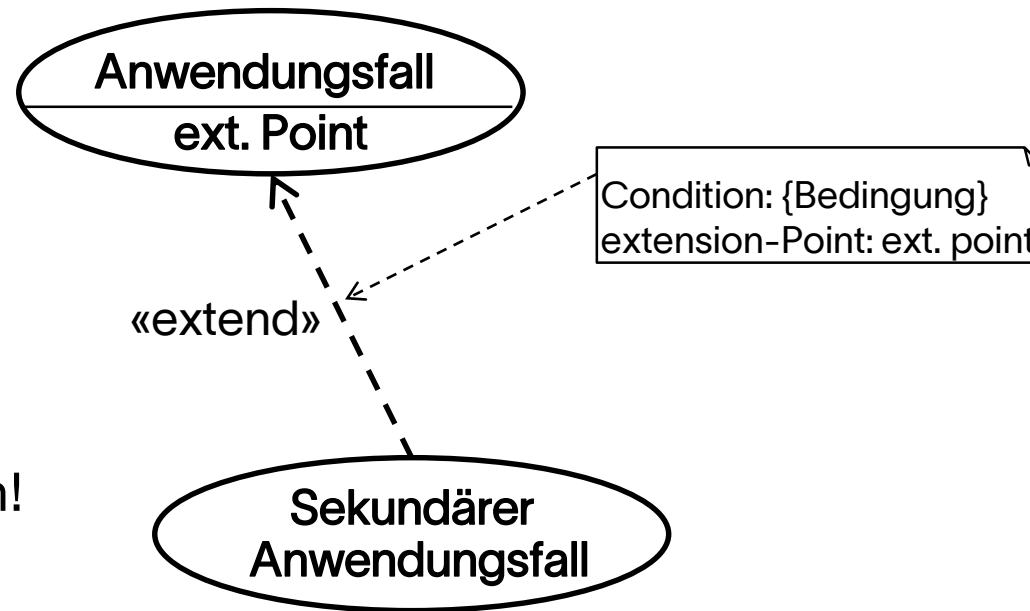 Anwendungsfall
ext. Point
Condition: {Bedingung}
extension-Point: ext. point
«extend»
Sekundärer
Anwendungsfall